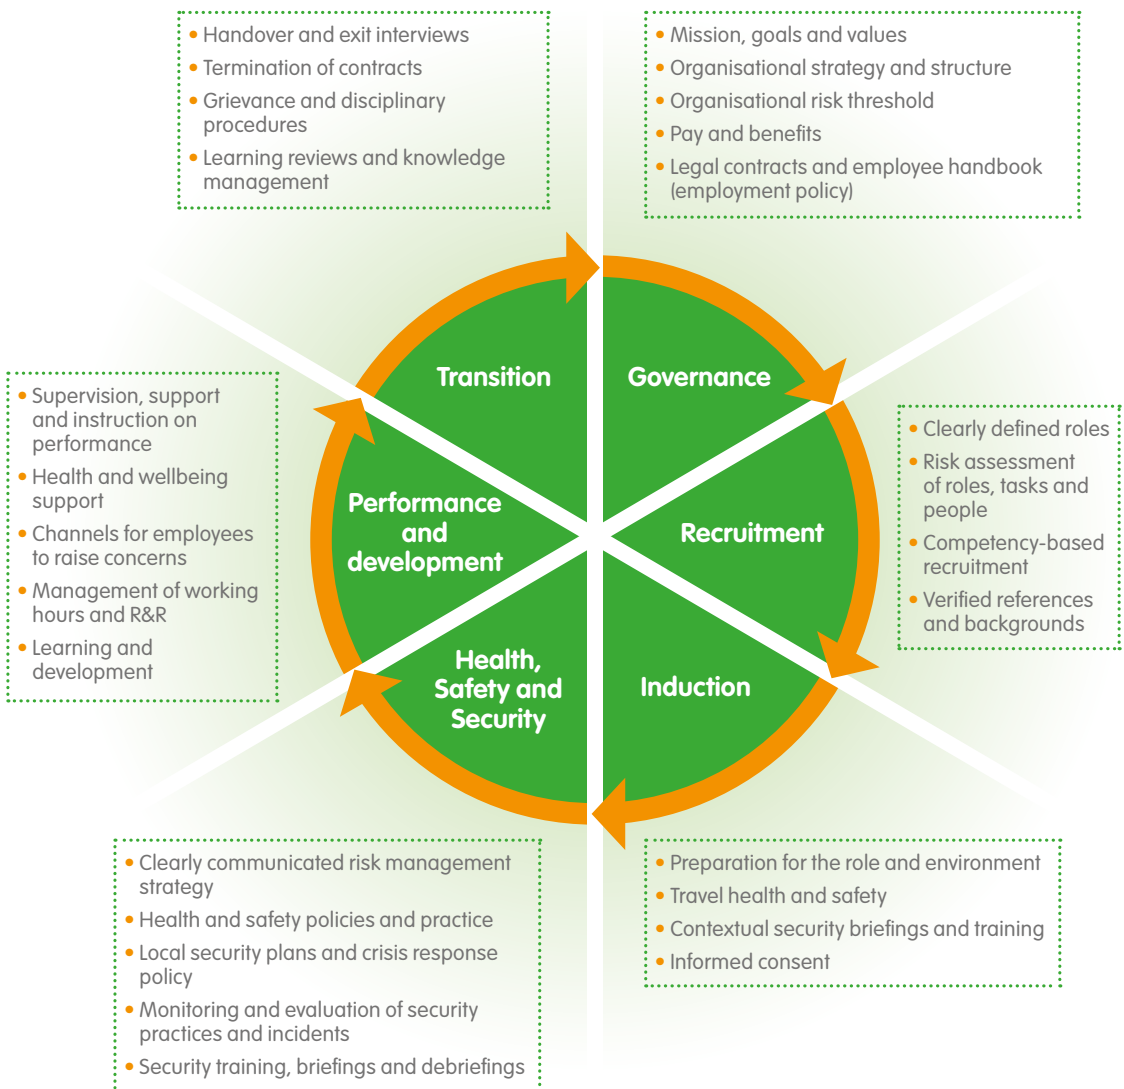 • Handover and exit interviews
• Termination of contracts
• Grievance and disciplinary
procedures
• Learning reviews and knowledge
management
• Mission, goals and values
• Organisational strategy and structure
• Organisational risk threshold
• Pay and benefits
• Legal contracts and employee handbook
(employment policy)
Transition
Governance
• Supervision, support
and instruction on
performance
• Health and wellbeing
support
• Channels for employees
to raise concerns
• Management of working
hours and R&R
• Learning and
development
Performance
and
development
Recruitment
• Clearly defined roles
• Risk assessment
of roles, tasks and
people
• Competency-based
recruitment
• Verified references
and backgrounds
Health,
Safety and
Security
Induction
• Clearly communicated risk management
strategy
• Health and safety policies and practice
• Local security plans and crisis response
policy
• Monitoring and evaluation of security
practices and incidents
• Security training, briefings and debriefings
• Preparation for the role and environment
• Travel health and safety
• Contextual security briefings and training
• Informed consent